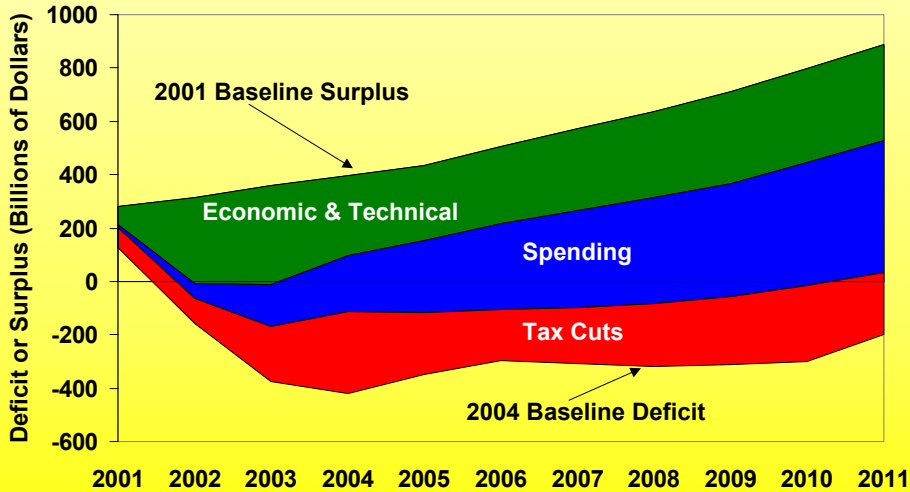 Deficit or Surplus (Billions of Dollars)
1000
800
600
400
200
0
-200
-400
-600
2001 Baseline Surplus
Economic & Technical
Spending
Tax Cuts
2004 Baseline Deficit
2001 2002 2003 2004 2005 2006 2007 2008 2009 2010 2011